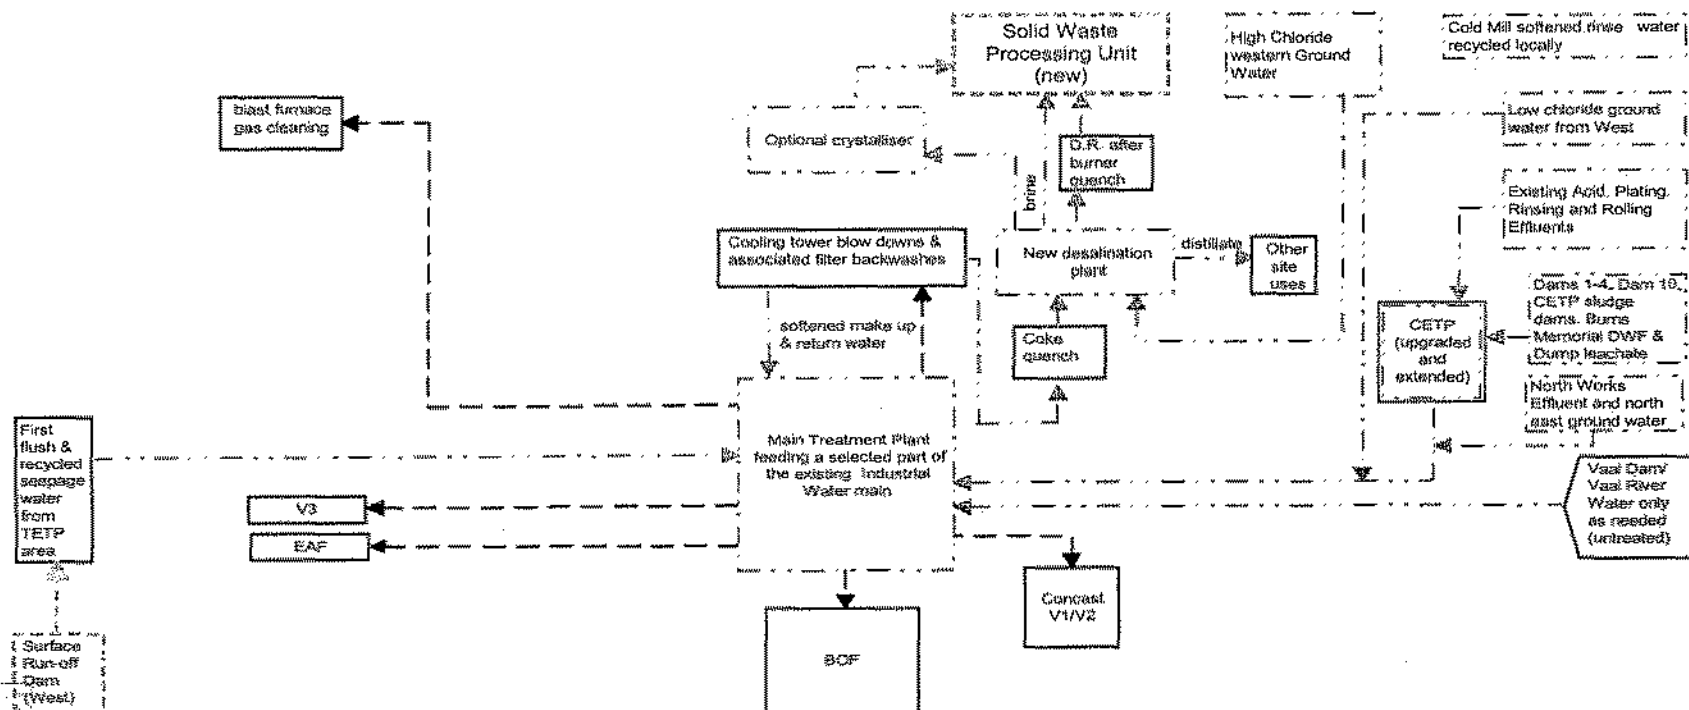 Solid Waste
Processing Unit
(new)
High Chloride
western Ground
Water
Cold Mill softened rinse water
recycled locally
blast furnace
gas cleaning
Optional crystalliser
D.R. after
burner
quench
brine
Low chloride ground
water from West
Existing Acid, Plating,
Rinsing and Rolling
Effluents
Cooling tower blow downs &
associated filter backwashes
New desalination
plant
distillate
Other
site
uses
Dams 1-4, Dam 10,
CETP sludge
dams. Burns
Memorial DWF &
Dump leachate
CETP
(upgraded
and
extended)
softened make up
& return water
Coke
quench
North Works
Effluent and north
east ground water
First
flush &
recycled
seepage
water
from
TETP
area
Main Treatment Plant
feeding a selected part of
the existing Industrial
Water main
V3
EAF
Vaal Dam/
Vaal River
Water only
as needed
(untreated)
Concast
V1/V2
BOF
Surface
Run-off
Dam
(West)